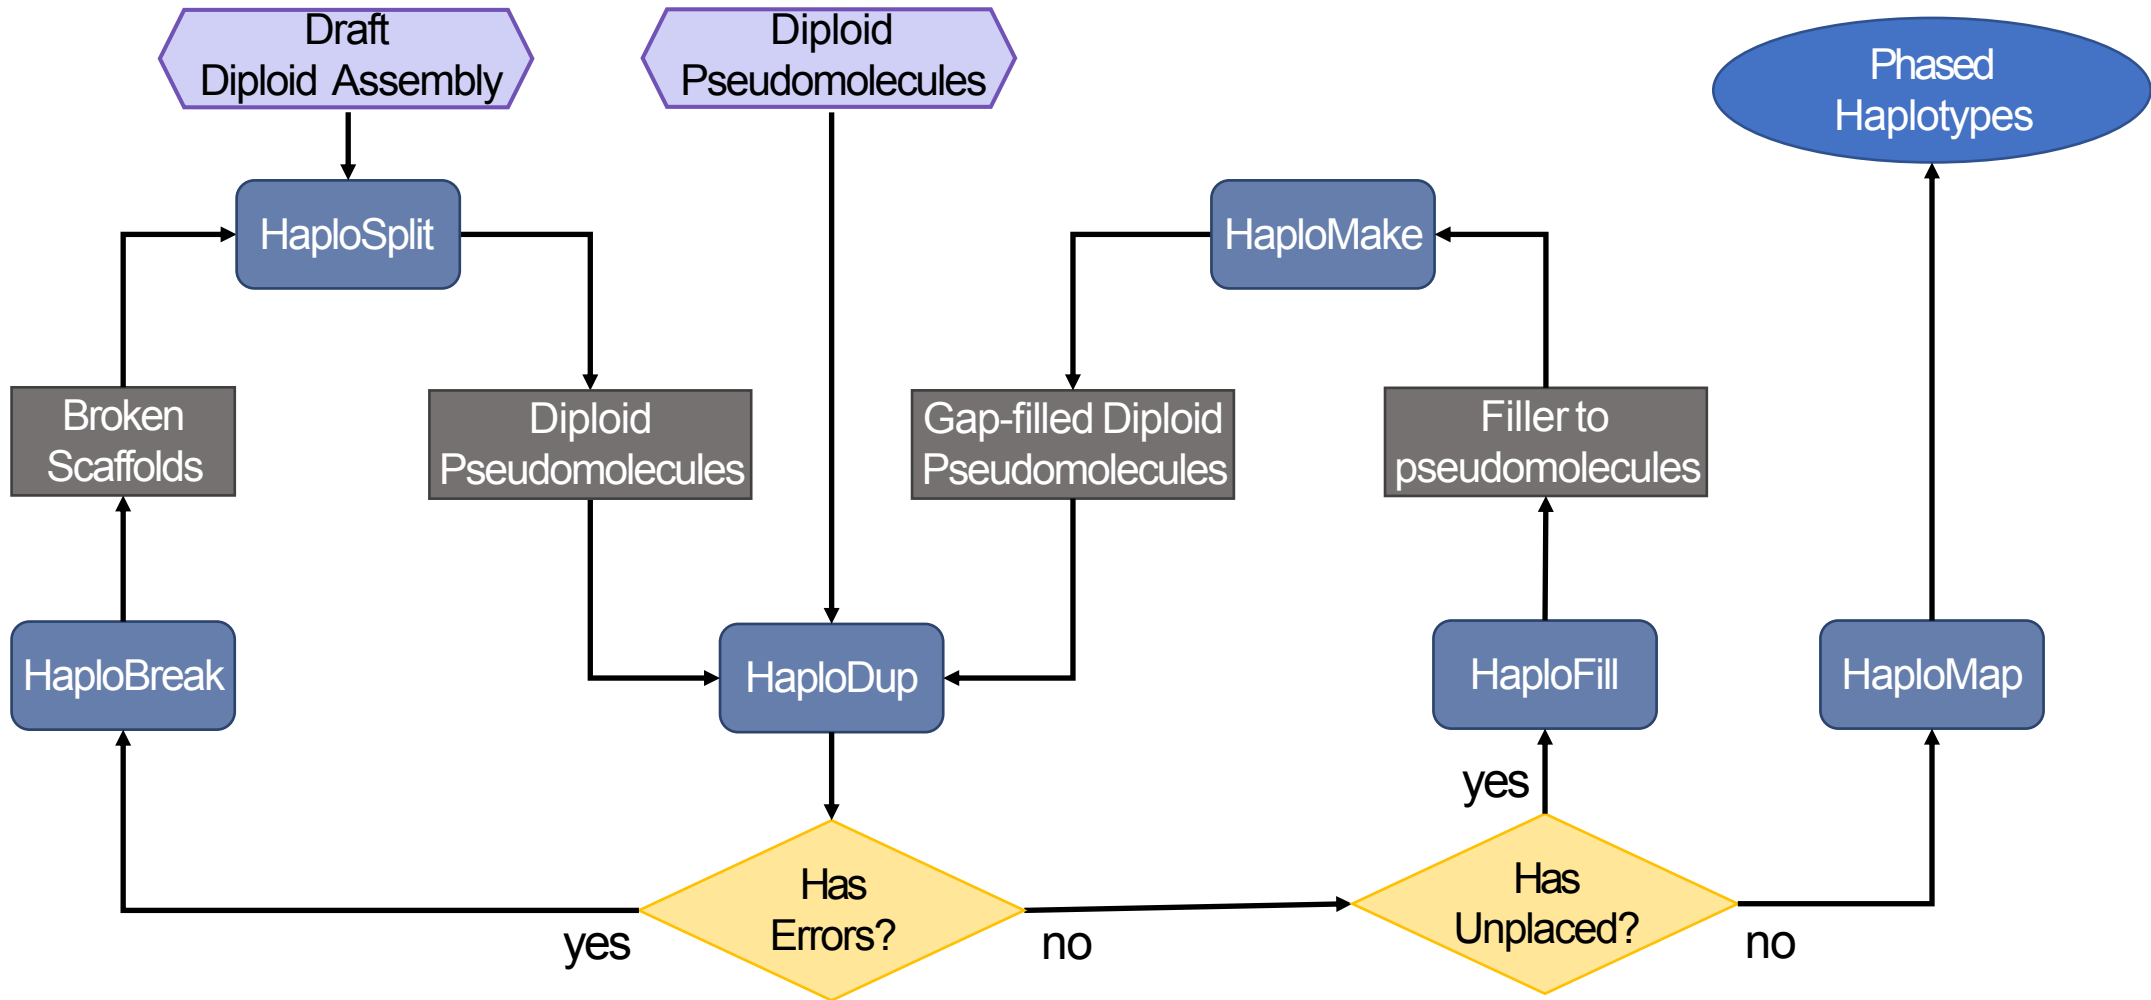 Draft
Diploid Assembly
Diploid
Pseudomolecules
Phased
Haplotypes
HaploSplit
HaploMake
Broken
Scaffolds
Diploid
Pseudomolecules
Gap-filled Diploid
Pseudomolecules
Filler to
pseudomolecules
HaploBreak
HaploDup
HaploFill
HaploMap
yes
Has
Errors?
Has
Unplaced?
yes
no
no